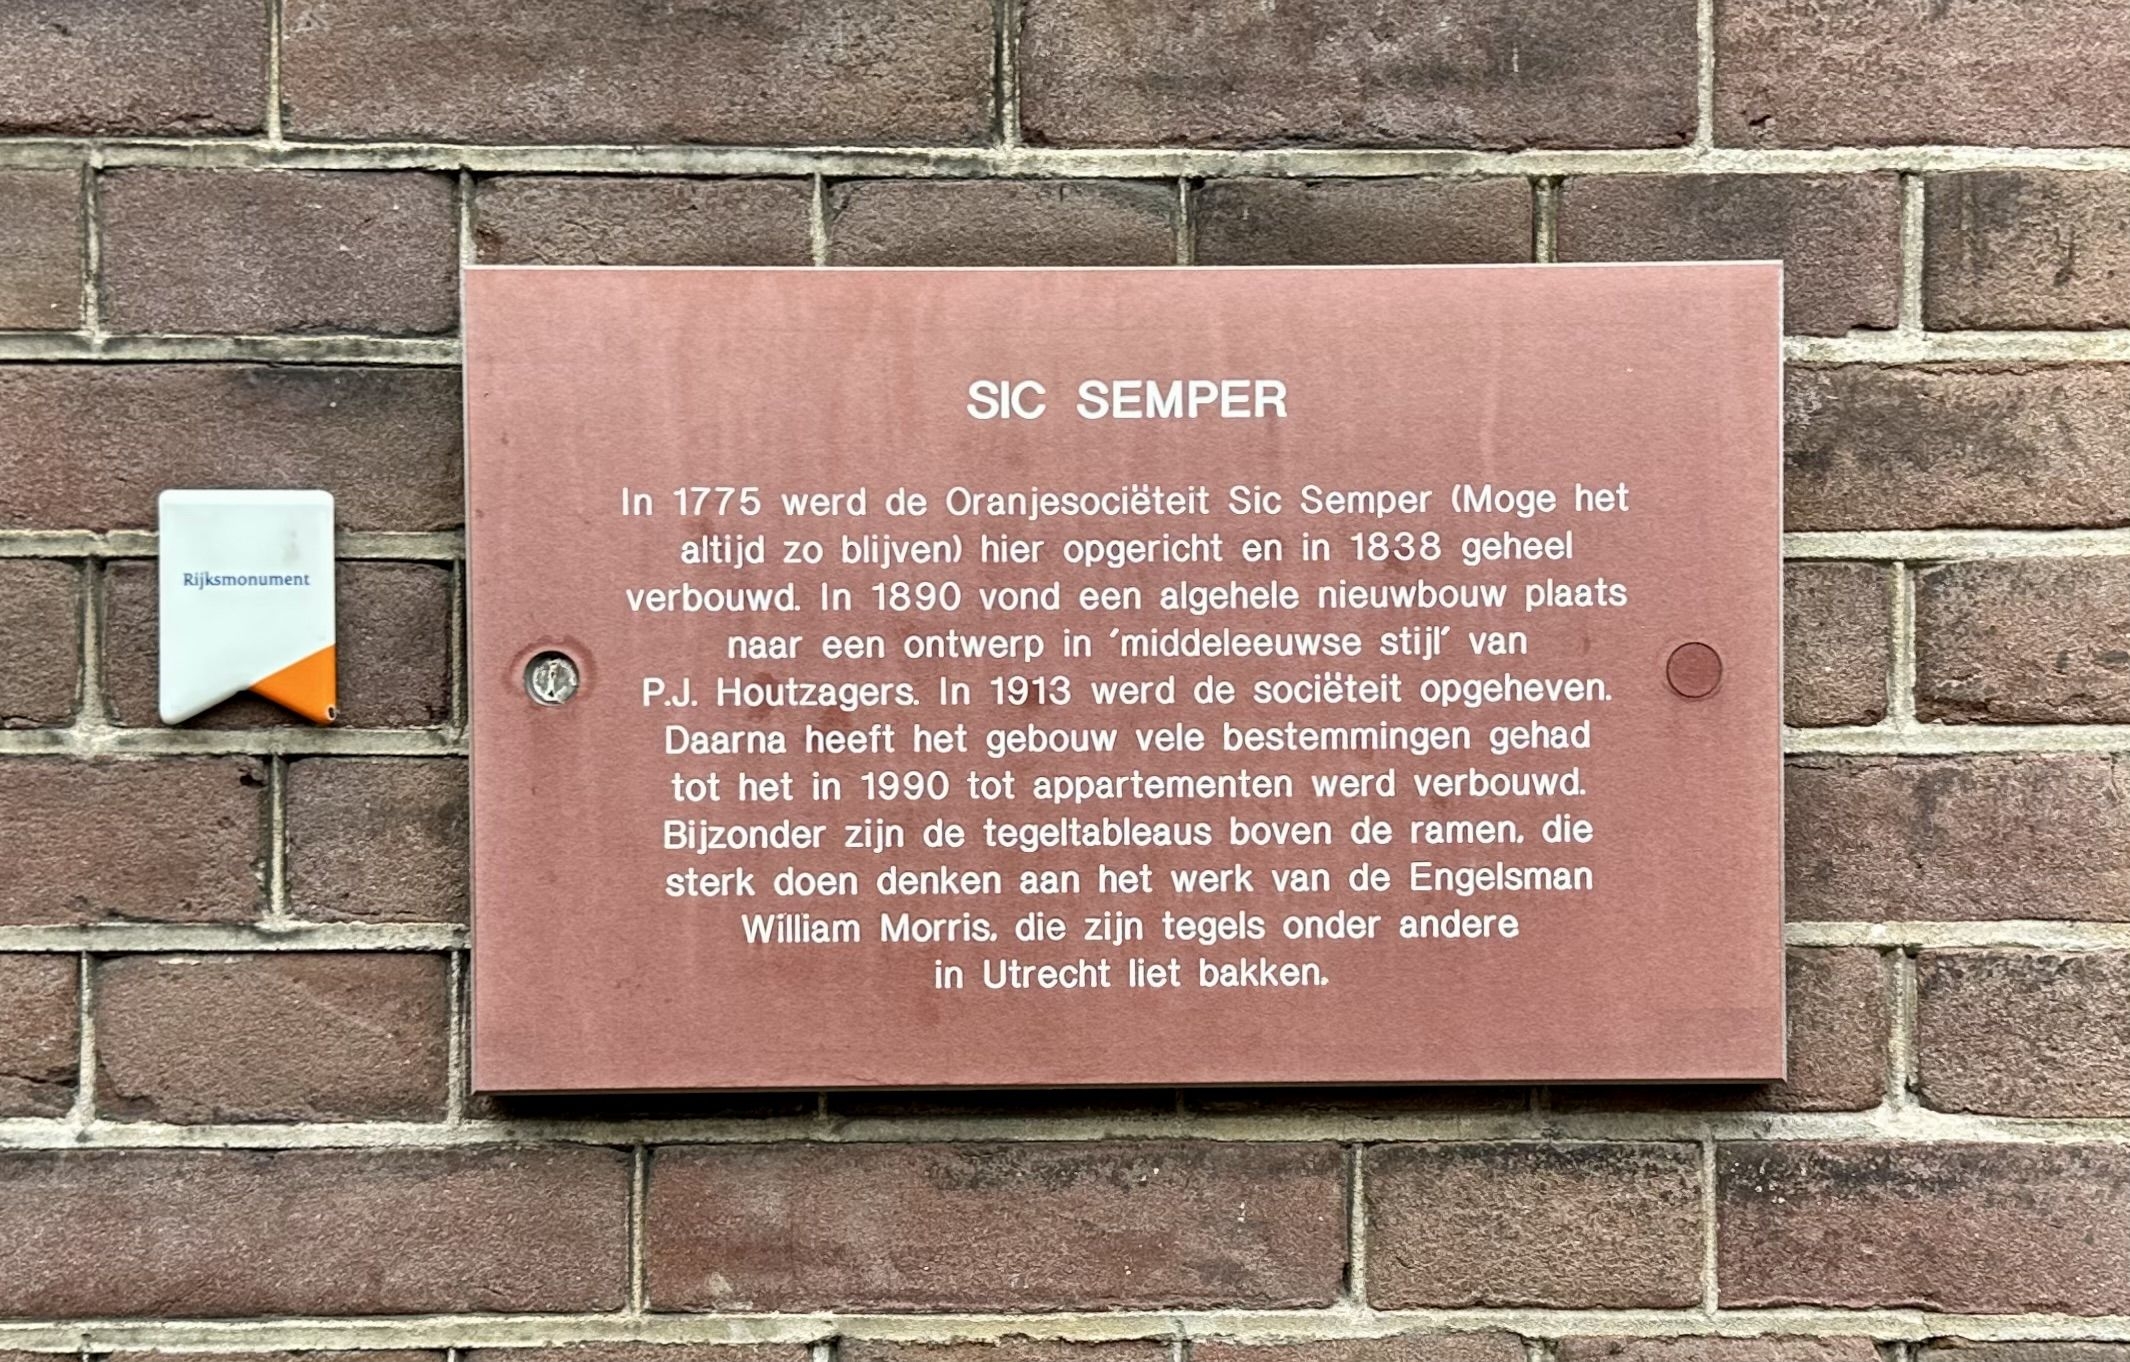 SIC SEMPER
In 1775 werd de Oranjesociëteit Sic Semper (Moge het
altijd zo blijven) hier opgericht en in 1838 geheel
verbouwd. In 1890 vond een algehele nieuwbouw plaats
naar een ontwerp in ′middeleeuwse stijl′ van
P.J. Houtzagers. In 1913 werd de sociëteit opgeheven.
Daarna heeft het gebouw vele bestemmingen gehad
tot het in 1990 tot appartementen werd verbouwd.
Bijzonder zijn de tegeltableaus boven de ramen, die
sterk doen denken aan het werk van de Engelsman
William Morris, die zijn tegels onder andere
in Utrecht liet bakken.
Rijksmonument